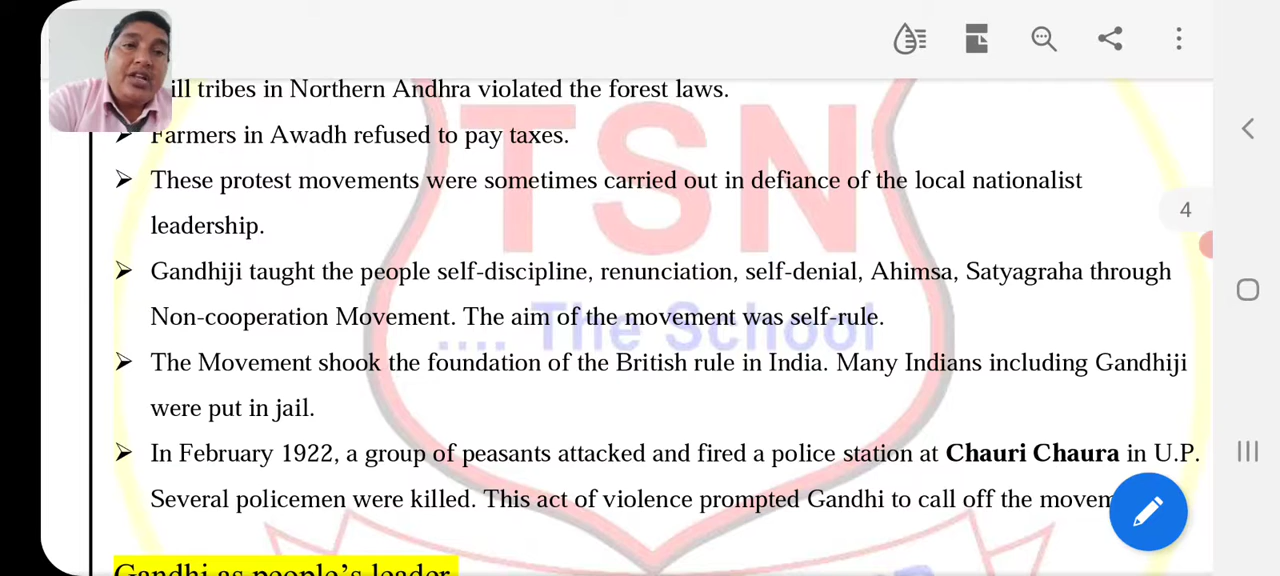 ill tribes in Northern Andhra violated the forest laws.
Farmers in Awadh refused to pay taxes.
These protest movements were sometimes carried out in defiance of the local nationalist
leadership.
Gandhiji taught the people self-discipline, renunciation, self-denial, Ahimsa, Satyagraha through
Non-cooperation Movement. The aim of the movement was self-rule.
The Movement shook the foundation of the British rule in India. Many Indians including Gandhiji
were put in jail.
In February 1922, a group of peasants attacked and fired a police station at Chauri Chaura in U.P.
Several policemen were killed. This act of violence prompted Gandhi to call off the movem
Gandhi as people's leader
4
TSN
.... The School